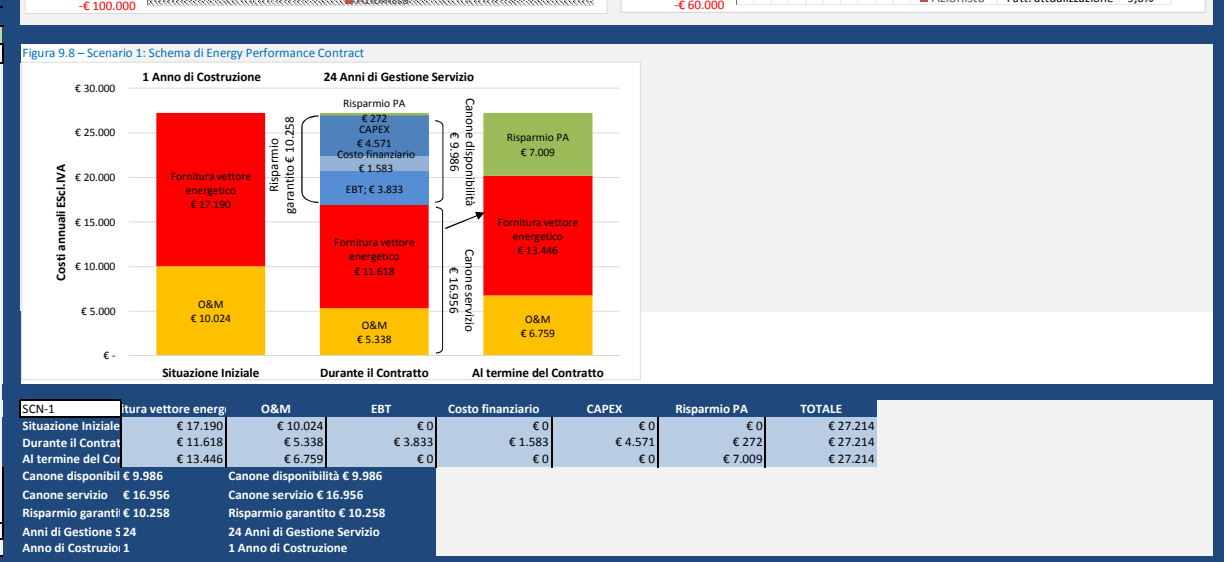 -€ 100.000
-€ 60.000
Fatt. attualizzazione
Figura 9.8 – Scenario 1: Schema di Energy Performance Contract
1 Anno di Costruzione
24 Anni di Gestione Servizio
Costi annuali EScl.IVA
€ 30.000
€ 25.000
€ 20.000
€ 15.000
€ 10.000
€ 5.000
€ -
Fornitura vettore
energetico
€ 17.190
O&M
€ 10.024
Risparmio
garantito € 10.258
Risparmio PA
€ 272
CAPEX
€ 4.571
Costo finanziario
€ 1.583
EBT; € 3.833
Fornitura vettore
energetico
€ 11.618
O&M
€ 5.338
Canone disponibilità
€ 9.986
Canone servizio
€ 16.956
Risparmio PA
€ 7.009
Fornitura vettore
energetico
€ 13.446
O&M
€ 6.759
Situazione Iniziale
Durante il Contratto
Al termine del Contratto
SCN-1 itura vettore energe O&M EBT Costo finanziario CAPEX Risparmio PA TOTALE
Situazione Iniziale € 17.190 € 10.024 € 0 € 0 € 0 € 0 € 27.214
Durante il Contrat € 11.618 € 5.338 € 3.833 € 1.583 € 4.571 € 272 € 27.214
Al termine del Cor € 13.446 € 6.759 € 0 € 0 € 0 € 7.009 € 27.214
Canone disponibil € 9.986 Canone disponibilità € 9.986
Canone servizio € 16.956 Canone servizio € 16.956
Risparmio garanti € 10.258 Risparmio garantito € 10.258
Anni di Gestione S 24 24 Anni di Gestione Servizio
Anno di Costruzio 1 1 Anno di Costruzione